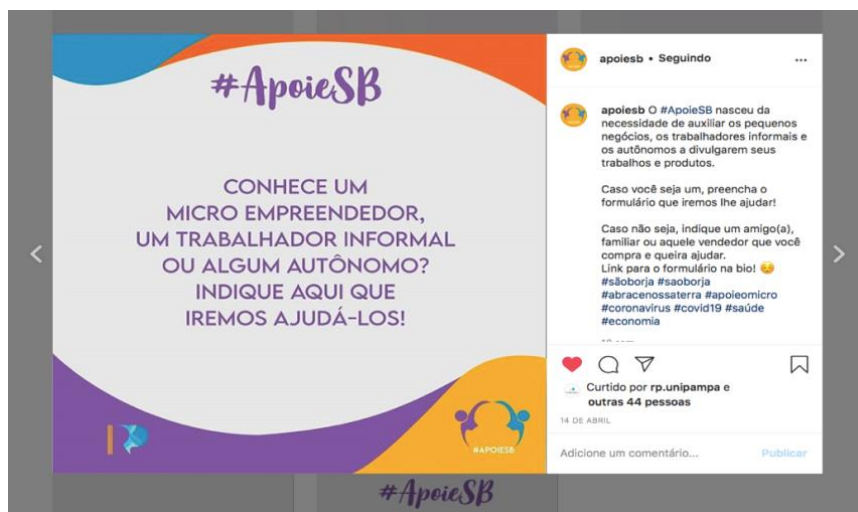 #ApoieSB
CONHECE UM
MICRO EMPREENDEDOR,
UM TRABALHADOR INFORMAL
OU ALGUM AUTÔNOMO?
INDIQUE AQUI QUE
IREMOS AJUDÁ-LOS!
#APOIESB
apoiesb • Seguindo
apoiesb O #ApoieSB nasceu da
necessidade de auxiliar os pequenos
negócios, os trabalhadores informais e
os autônomos a divulgarem seus
trabalhos e produtos.
Caso você seja um, preencha o
formulário que iremos lhe ajudar!
Caso não seja, indique um amigo(a),
familiar ou aquele vendedor que você
compra e queira ajudar.
Link para o formulário na bio! 😊
#sãoborja #saoborja
#abracenossaterra #apoieomicro
#coronavirus #covid19 #saúde
#economia
Curtido por rp.unipampa e
outras 44 pessoas
14 DE ABRIL
Adicione um comentário... Publicar
#ApoieSB